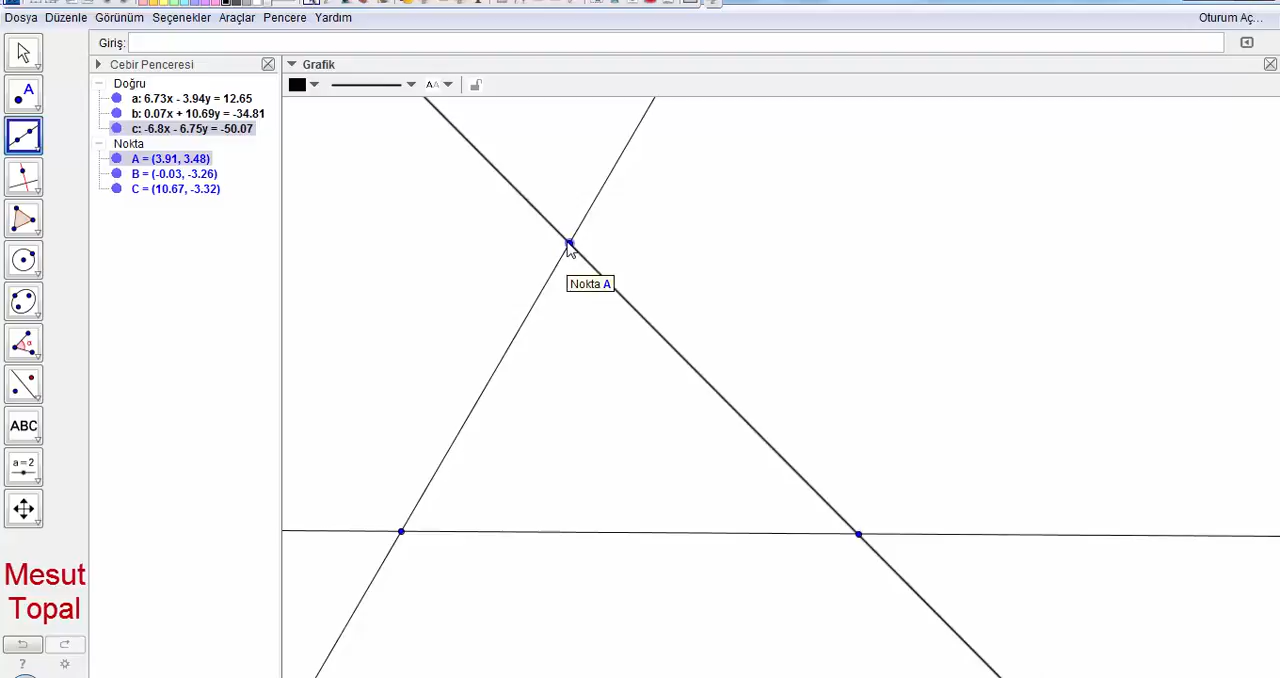 Dosya Düzenle Görünüm Seçenekler Araçlar Pencere Yardım Oturum Aç...
Giriş:
Cebir Penceresi
Grafik
AA
Doğru
a: 6.73x - 3.94y = 12.65
b: 0.07x + 10.69y = -34.81
c: -6.8x - 6.75y = -50.07
Nokta
A = (3.91, 3.48)
B = (-0.03, -3.26)
C = (10.67, -3.32)
Nokta A
A
α
ABC
a=2
Mesut
Topal
?